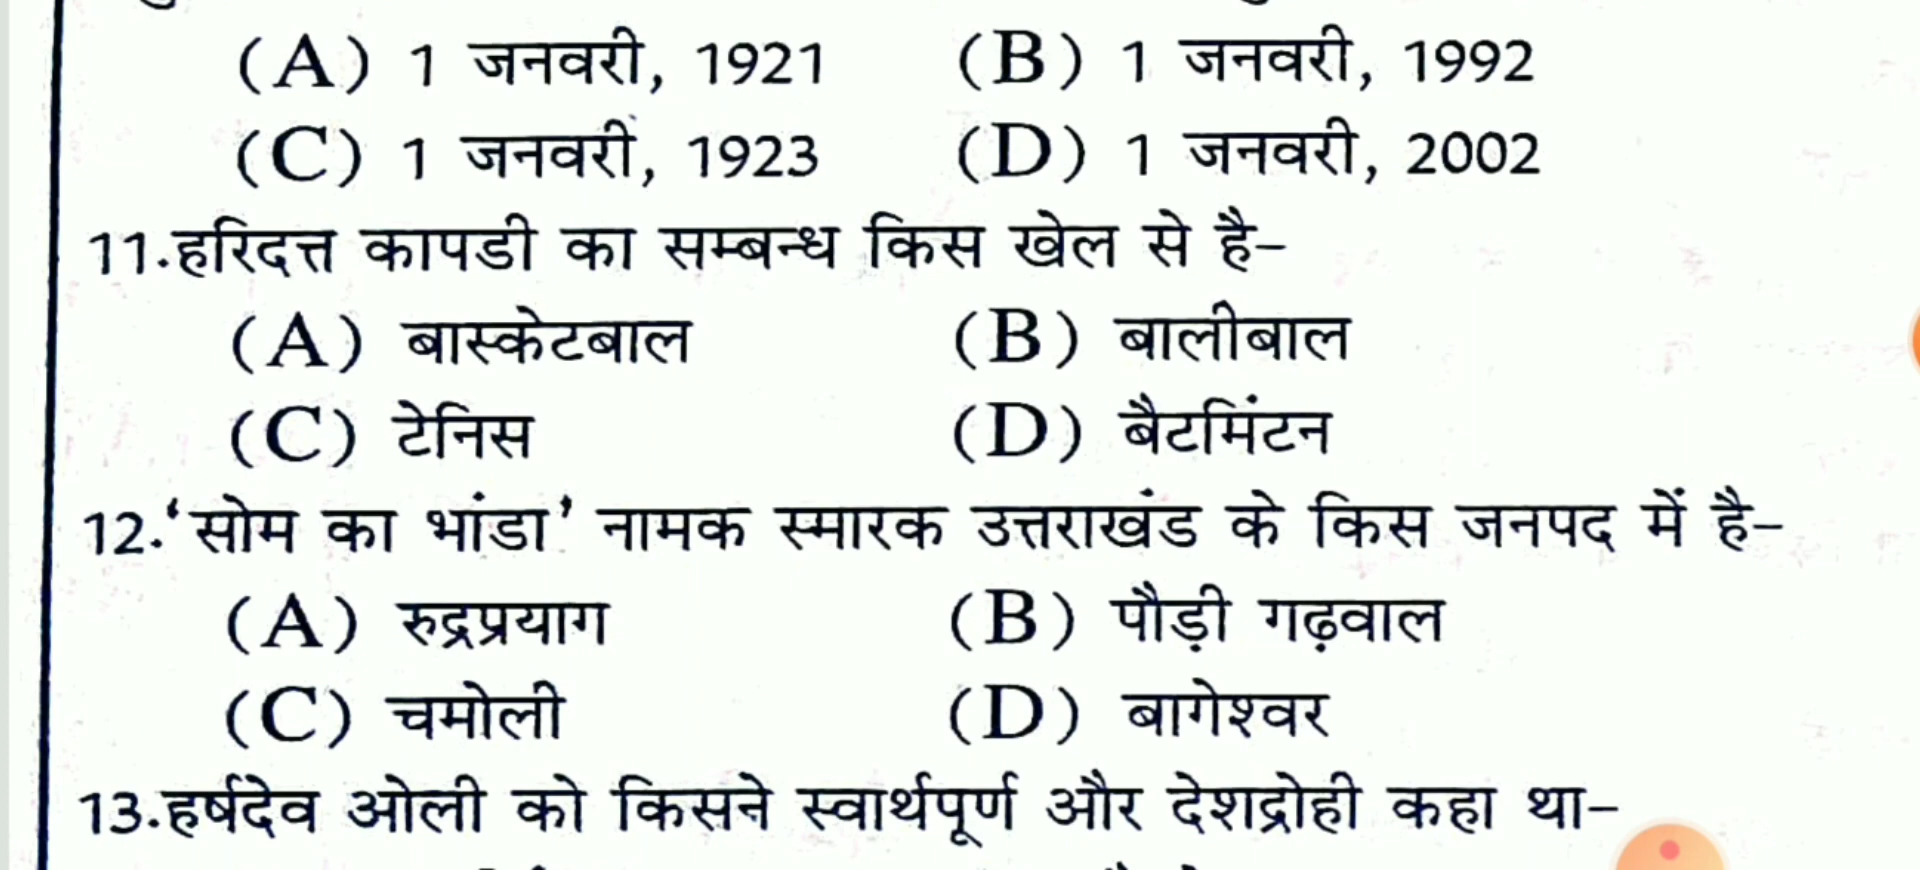 (A) 1 जनवरी, 1921 (B) 1 जनवरी, 1992
(C) 1 जनवरी, 1923 (D) 1 जनवरी, 2002
11.हरिदत्त कापडी का सम्बन्ध किस खेल से है-
(A) बास्केटबाल (B) बालीबाल
(C) टेनिस (D) बैटमिंटन
12.‘सोम का भांडा’ नामक स्मारक उत्तराखंड के किस जनपद में है-
(A) रुद्रप्रयाग (B) पौड़ी गढ़वाल
(C) चमोली (D) बागेश्वर
13.हर्षदेव ओली को किसने स्वार्थपूर्ण और देशद्रोही कहा था-